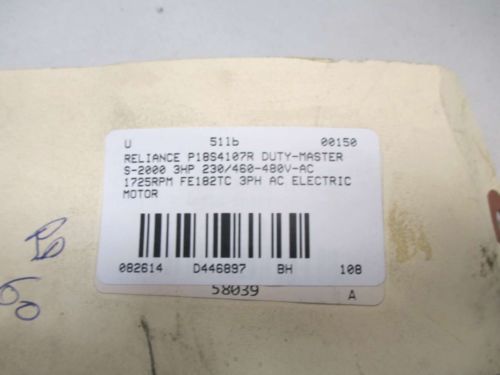 U 511b 00150
RELIANCE P18S4107R DUTY-MASTER
S-2000 3HP 230/460-480V-AC
1725RPM FE182TC 3PH AC ELECTRIC
MOTOR
082614 D446897 BH 108
58039 A